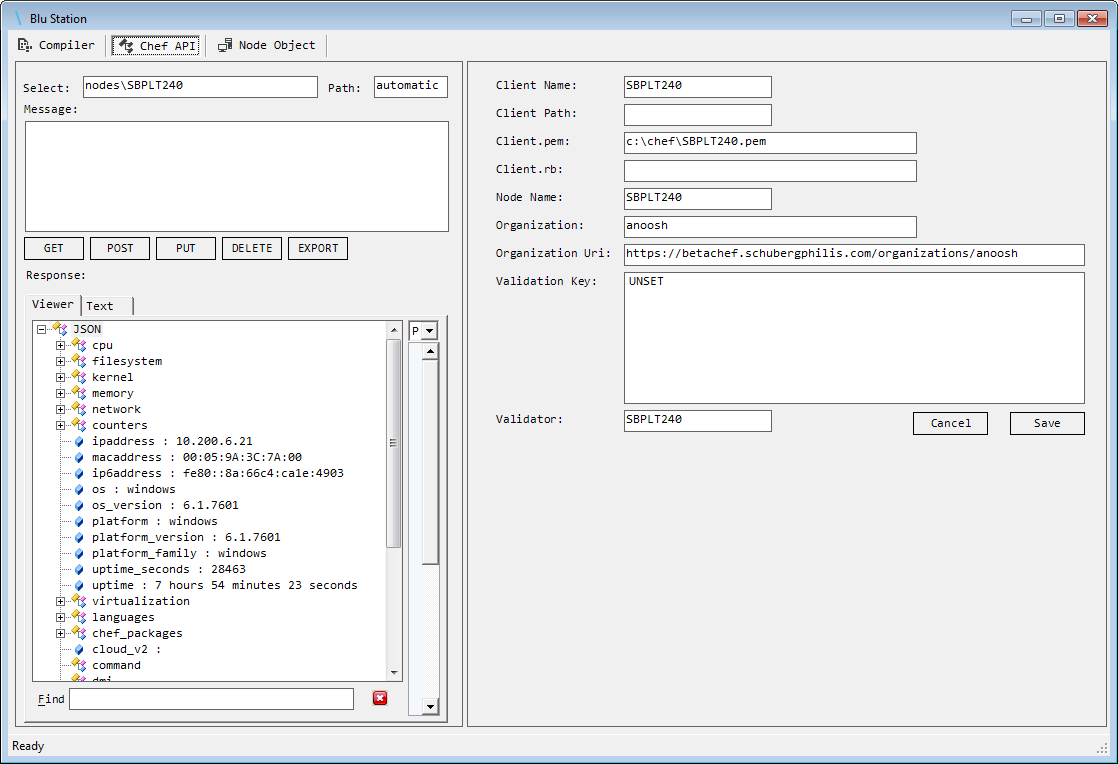 Blu Station
Compiler
Chef API
Node Object
Select: nodes\SBPLT240 Path: automatic
Message:
GET POST PUT DELETE EXPORT
Response:
Viewer Text
JSON
cpu
filesystem
kernel
memory
network
counters
ipaddress : 10.200.6.21
macaddress : 00:05:9A:3C:7A:00
ip6address : fe80::8a:66c4:ca1e:4903
os : windows
os_version : 6.1.7601
platform : windows
platform_version : 6.1.7601
platform_family : windows
uptime_seconds : 28463
uptime : 7 hours 54 minutes 23 seconds
virtualization
languages
chef_packages
cloud_v2 :
command
dmi
P
Find
Client Name: SBPLT240
Client Path:
Client.pem: c:\chef\SBPLT240.pem
Client.rb:
Node Name: SBPLT240
Organization: anoosh
Organization Uri: https://betachef.schubergphilis.com/organizations/anoosh
Validation Key: UNSET
Validator: SBPLT240
Cancel Save
Ready